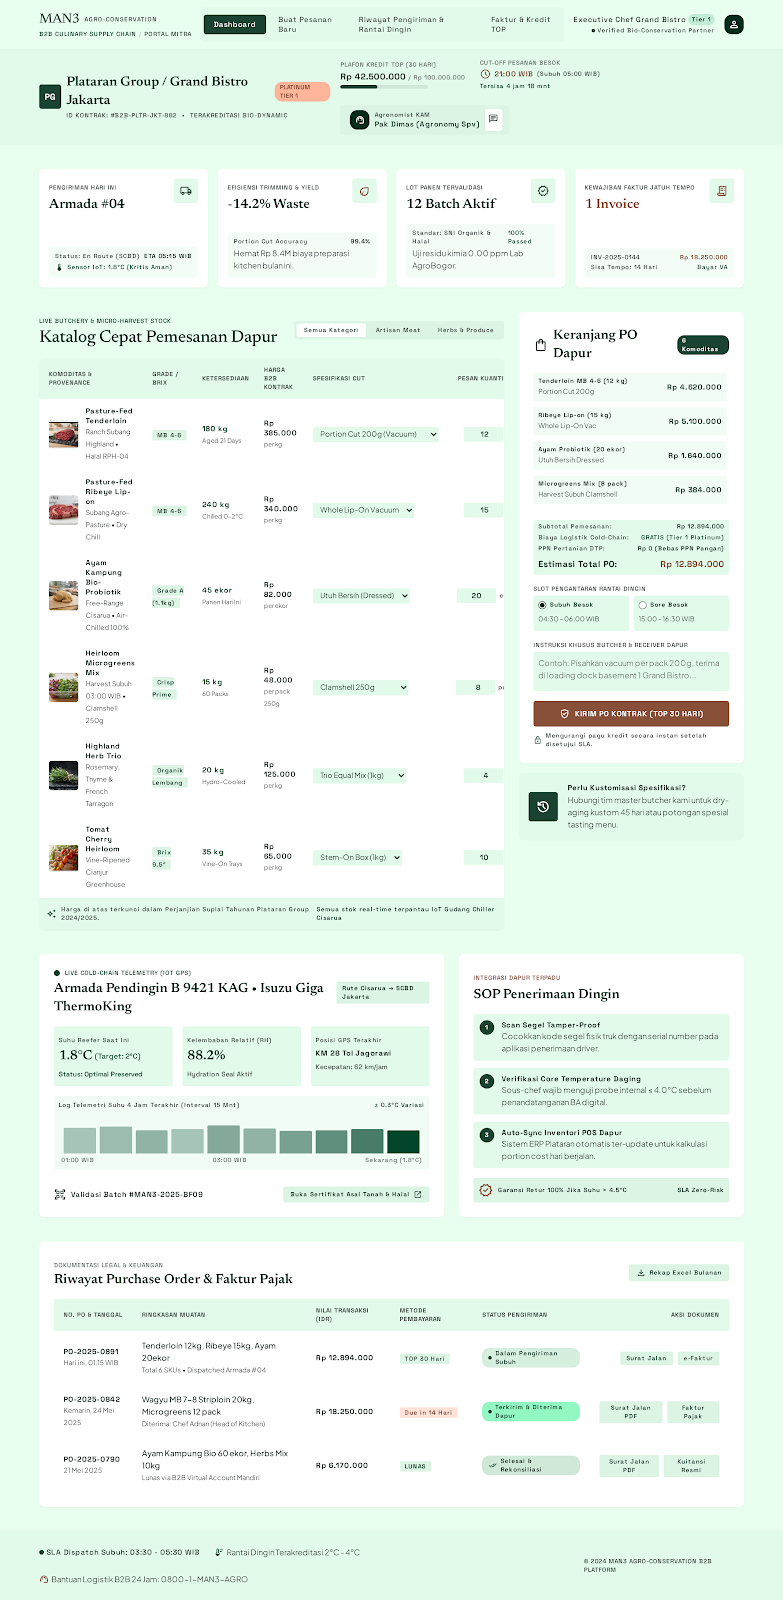 MAN3 AGRO-CONSERVATION
B2B CULINARY SUPPLY CHAIN / PORTAL MITRA
Dashboard
Buat Pesanan
Baru
Riwayat Pengiriman &
Rantai Dingin
Faktur & Kredit
TOP
Executive Chef Grand Bistro Tier 1
Verified Bio-Conservation Partner
PG
Plataran Group / Grand Bistro
Jakarta
PLATINUM
TIER 1
ID KONTRAK: #B2B-PLTR-JKT-882 • TERAKREDITASI BIO-DYNAMIC
PLAFON KREDIT TOP (30 HARI)
Rp 42.500.000 / Rp 100.000.000
CUT-OFF PESANAN BESOK
21:00 WIB (Subuh 05:00 WIB)
Tersisa 4 jam 18 mnt
Agronomist KAM
Pak Dimas (Agronomy Spv)
PENGIRIMAN HARI INI
Armada #04
Status: En Route (SCBD) ETA 05:15 WIB
Sensor IoT: 1.8°C (Kritis Aman)
EFISIENSI TRIMMING & YIELD
-14.2% Waste
Portion Cut Accuracy 99.4%
Hemat Rp 8.4M biaya preparasi
kitchen bulan ini.
LOT PANEN TERVALIDASI
12 Batch Aktif
Standar: SNI Organik &
Halal
100%
Passed
Uji residu kimia 0.00 ppm Lab
AgroBogor.
KEWAJIBAN FAKTUR JATUH TEMPO
1 Invoice
INV-2025-0144 Rp 18.250.000
Sisa Tempo: 14 Hari Bayar VA
LIVE BUTCHERY & MICRO-HARVEST STOCK
Katalog Cepat Pemesanan Dapur
Semua Kategori Artisan Meat Herbs & Produce
KOMODITAS &
PROVENANCE
GRADE /
BRIX
KETERSEDIAAN
HARGA
B2B
KONTRAK
SPESIFIKASI CUT
PESAN KUANTI
Pasture-Fed
Tenderloin
Ranch Subang
Highland •
Halal RPH-04
MB 4-6
180 kg
Aged 21 Days
Rp
385.000
per kg
Portion Cut 200g (Vacuum)
12
Pasture-Fed
Ribeye Lip-
on
Subang Agro-
Pasture • Dry
Chill
MB 4-6
240 kg
Chilled 0-2°C
Rp
340.000
per kg
Whole Lip-On Vacuum
15
Ayam
Kampung
Bio-
Probiotik
Free-Range
Cisarua • Air-
Chilled 100%
Grade A
(1.1kg)
45 ekor
Panen Hari Ini
Rp
82.000
per ekor
Utuh Bersih (Dressed)
20
e
Heirloom
Microgreens
Mix
Harvest Subuh
03:00 WIB •
Clamshell
250g
Crisp
Prime
15 kg
60 Packs
Rp
48.000
per pack
250g
Clamshell 250g
8
pa
Highland
Herb Trio
Rosemary,
Thyme &
French
Tarragon
Organik
Lembang
20 kg
Hydro-Cooled
Rp
125.000
per kg
Trio Equal Mix (1kg)
4
Tomat
Cherry
Heirloom
Vine-Ripened
Cianjur
Greenhouse
Brix
9.5°
35 kg
Vine-On Trays
Rp
65.000
per kg
Stem-On Box (1kg)
10
Harga di atas terkunci dalam Perjanjian Suplai Tahunan Plataran Group
2024/2025.
Semua stok real-time terpantau IoT Gudang Chiller
Cisarua
Keranjang PO
Dapur
6
Komoditas
Tenderloin MB 4-6 (12 kg)
Portion Cut 200g
Rp 4.620.000
Ribeye Lip-on (15 kg)
Whole Lip-On Vac
Rp 5.100.000
Ayam Probiotik (20 ekor)
Utuh Bersih Dressed
Rp 1.640.000
Microgreens Mix (8 pack)
Harvest Subuh Clamshell
Rp 384.000
Subtotal Pemesanan: Rp 12.894.000
Biaya Logistik Cold-Chain: GRATIS (Tier 1 Platinum)
PPN Pertanian DTP: Rp 0 (Bebas PPN Pangan)
Estimasi Total PO: Rp 12.894.000
SLOT PENGANTARAN RANTAI DINGIN
Subuh Besok
04:30 - 06:00 WIB
Sore Besok
15:00 - 16:30 WIB
INSTRUKSI KHUSUS BUTCHER & RECEIVER DAPUR
Contoh: Pisahkan vacuum per pack 200g, terima
di loading dock basement 1 Grand Bistro...
KIRIM PO KONTRAK (TOP 30 HARI)
Mengurangi pagu kredit secara instan setelah
disetujui SLA.
Perlu Kustomisasi Spesifikasi?
Hubungi tim master butcher kami untuk dry-
aging kustom 45 hari atau potongan spesial
tasting menu.
LIVE COLD-CHAIN TELEMETRY (IOT GPS)
Armada Pendingin B 9421 KAG • Isuzu Giga
ThermoKing
Rute Cisarua → SCBD
Jakarta
Suhu Reefer Saat Ini
1.8°C (Target: 2°C)
Status: Optimal Preserved
Kelembaban Relatif (RH)
88.2%
Hydration Seal Aktif
Posisi GPS Terakhir
KM 28 Tol Jagorawi
Kecepatan: 62 km/jam
Log Telemetri Suhu 4 Jam Terakhir (Interval 15 Mnt) ± 0.3°C Variasi
01:00 WIB 03:00 WIB Sekarang (1.8°C)
Validasi Batch #MAN3-2025-BF09
Buka Sertifikat Asal Tanah & Halal
INTEGRASI DAPUR TERPADU
SOP Penerimaan Dingin
1
Scan Segel Tamper-Proof
Cocokkan kode segel fisik truk dengan serial number pada
aplikasi penerimaan driver.
2
Verifikasi Core Temperature Daging
Sous-chef wajib menguji probe internal ≤ 4.0°C sebelum
penandatanganan BA digital.
3
Auto-Sync Inventori POS Dapur
Sistem ERP Plataran otomatis ter-update untuk kalkulasi
portion cost hari berjalan.
Garansi Retur 100% Jika Suhu > 4.5°C SLA Zero-Risk
DOKUMENTASI LEGAL & KEUANGAN
Riwayat Purchase Order & Faktur Pajak
Rekap Excel Bulanan
NO. PO & TANGGAL
RINGKASAN MUATAN
NILAI TRANSAKSI
(IDR)
METODE
PEMBAYARAN
STATUS PENGIRIMAN
AKSI DOKUMEN
PO-2025-0891
Hari ini, 01:15 WIB
Tenderloin 12kg, Ribeye 15kg, Ayam
20ekor
Total 6 SKUs • Dispatched Armada #04
Rp 12.894.000
TOP 30 Hari
Dalam Pengiriman
Subuh
Surat Jalan
e-Faktur
PO-2025-0842
Kemarin, 24 Mei
2025
Wagyu MB 7-8 Striploin 20kg,
Microgreens 12 pack
Diterima: Chef Adnan (Head of Kitchen)
Rp 18.250.000
Due in 14 Hari
Terkirim & Diterima
Dapur
Surat Jalan
PDF
Faktur
Pajak
PO-2025-0790
21 Mei 2025
Ayam Kampung Bio 60 ekor, Herbs Mix
10kg
Lunas via B2B Virtual Account Mandiri
Rp 6.170.000
LUNAS
Selesai &
Rekonsiliasi
Surat Jalan
PDF
Kuitansi
Resmi
SLA Dispatch Subuh: 03:30 - 05:30 WIB
Rantai Dingin Terakreditasi 2°C - 4°C
Bantuan Logistik B2B 24 Jam: 0800-1-MAN3-AGRO
© 2024 MAN3 AGRO-CONSERVATION B2B
PLATFORM